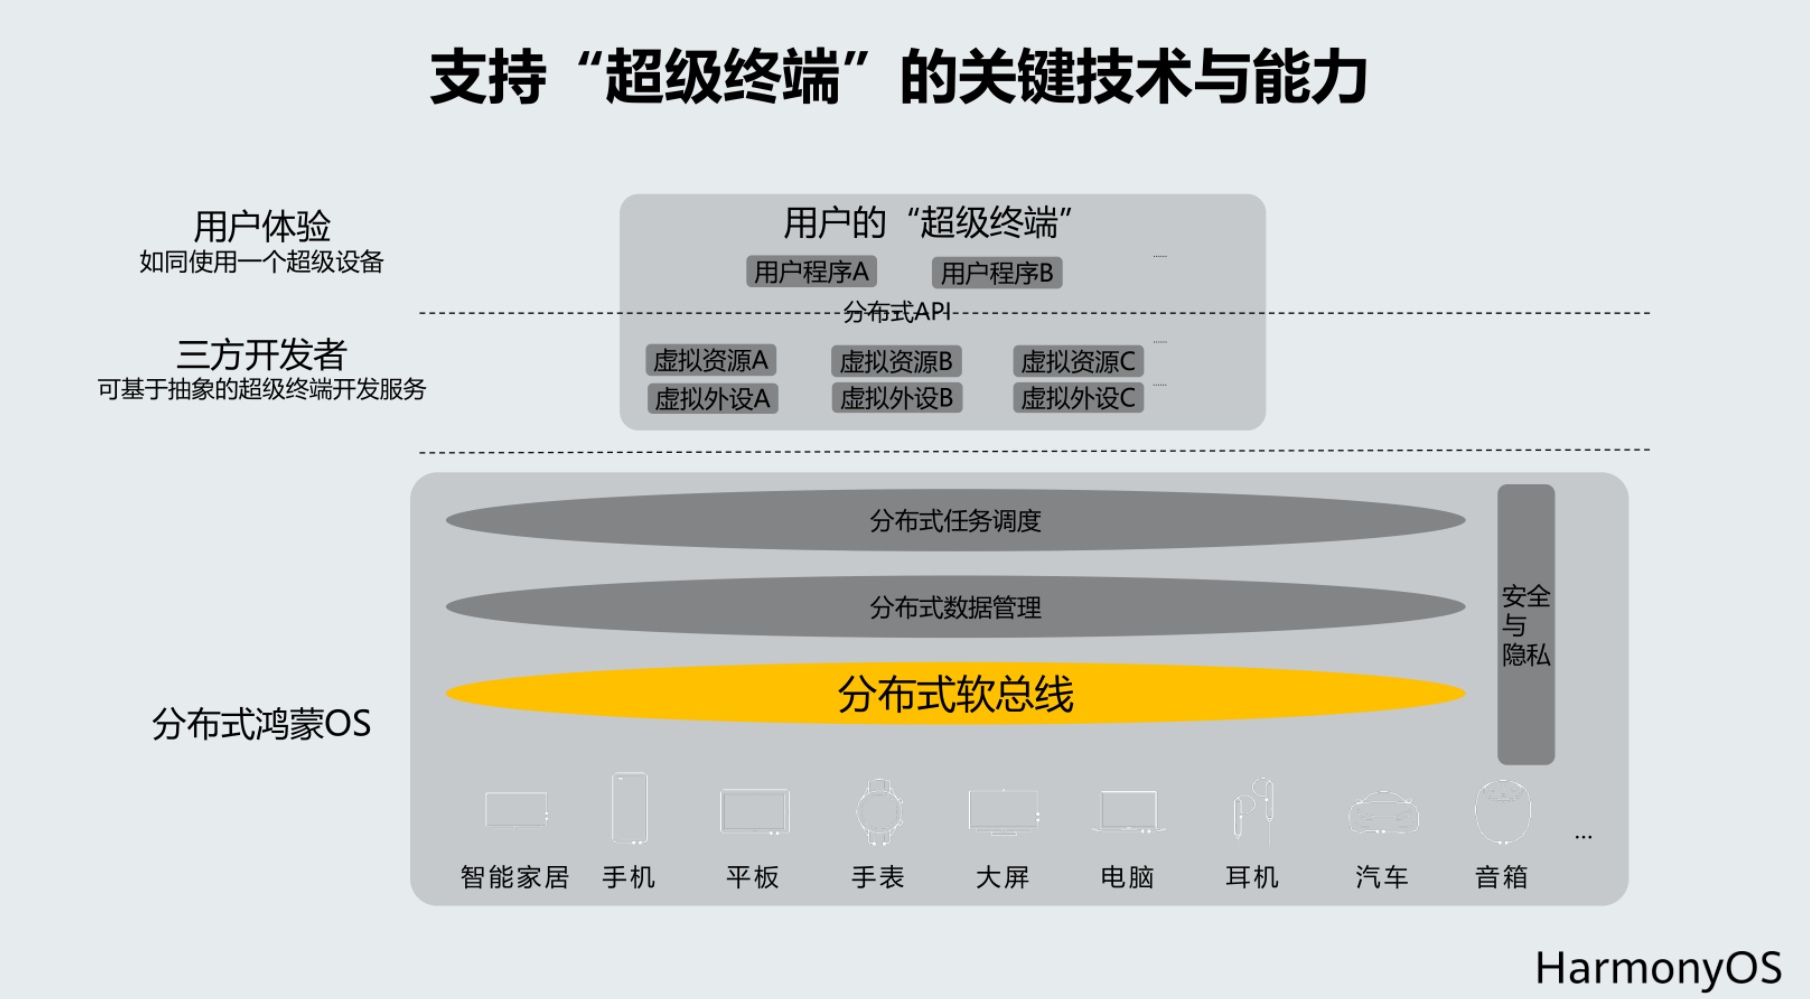 支持“超级终端”的关键技术与能力
用户体验
如同使用一个超级设备
用户的“超级终端”
用户程序A
用户程序B
......
分布式API
三方开发者
可基于抽象的超级终端开发服务
虚拟资源A
虚拟资源B
虚拟资源C
......
虚拟外设A
虚拟外设B
虚拟外设C
......
分布式鸿蒙OS
分布式任务调度
分布式数据管理
分布式软总线
安全
与
隐私
智能家居
手机
平板
手表
大屏
电脑
耳机
汽车
音箱
...
HarmonyOS